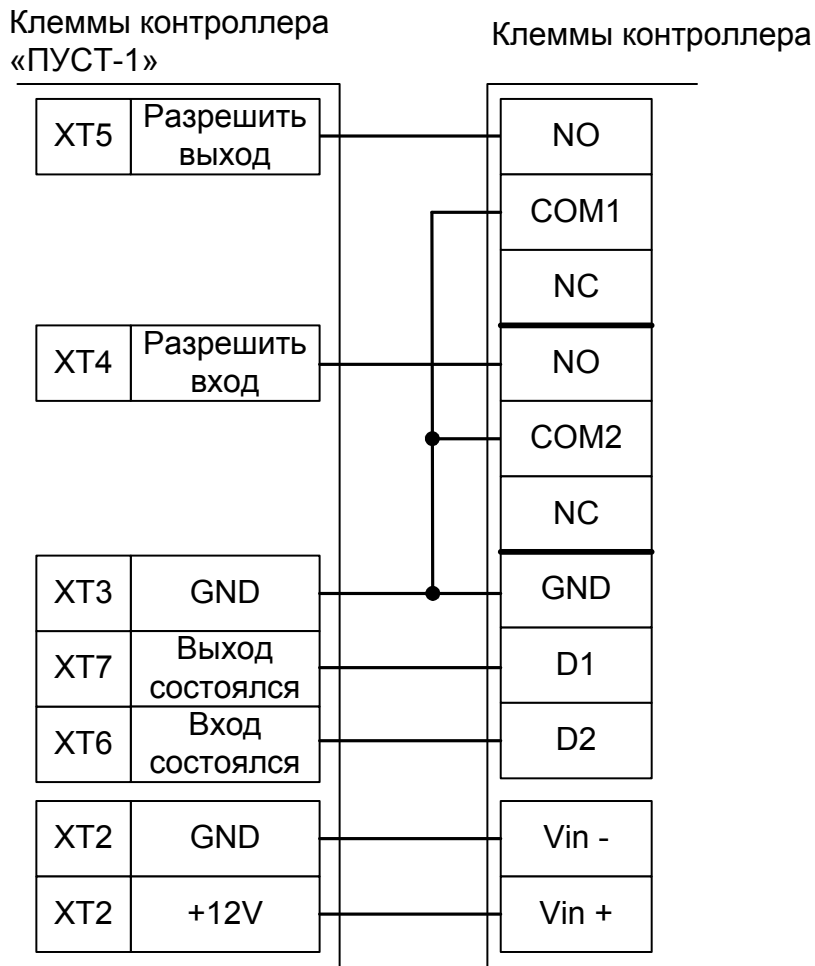 Клеммы контроллера
«ПУСТ-1»
Клеммы контроллера
XT5
Разрешить
выход
NO
COM1
NC
XT4
Разрешить
вход
NO
COM2
NC
XT3
GND
GND
XT7
Выход
состоялся
D1
XT6
Вход
состоялся
D2
XT2
GND
Vin -
XT2
+12V
Vin +